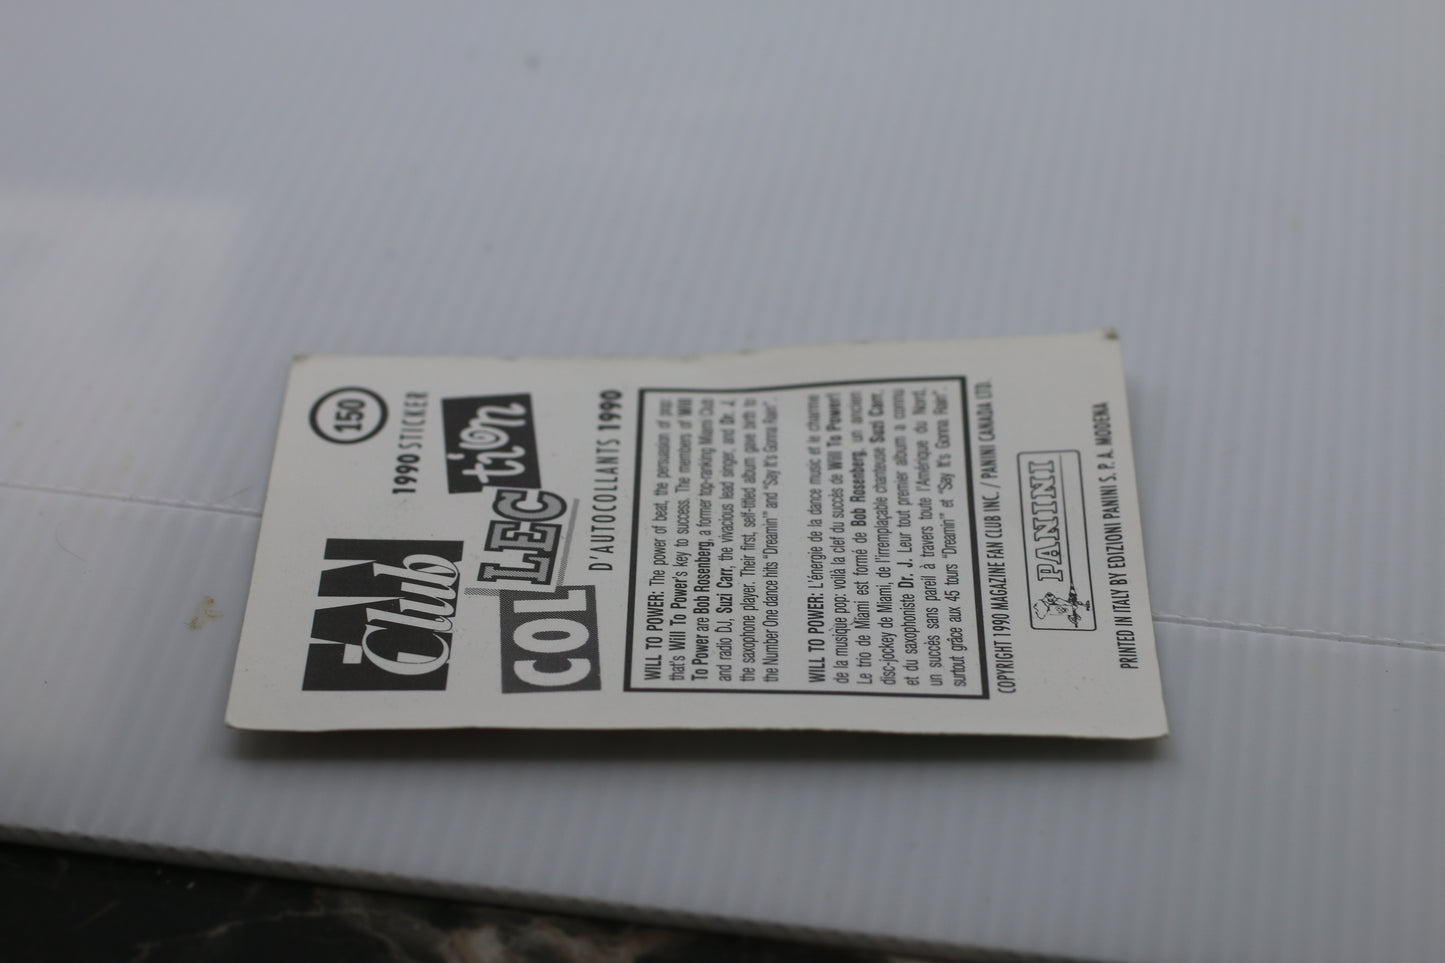 150
FAN
Club
1990 STICKER
COLLECtion
D'AUTOCOLLANTS 1990
WILL TO POWER: The power of beat, the persuasion of pop:
that's Will To Power's key to success. The members of Will
To Power are Bob Rosenberg, a former top-ranking Miami Club
and radio DJ, Suzi Carr, the vivacious lead singer, and Dr. J.
the saxophone player. Their first, self-titled album gave birth to
the Number One dance hits "Dreamin'" and "Say It's Gonna Rain".
WILL TO POWER: L'énergie de la dance music et le charme
de la musique pop: voilà la clef du succès de Will To Power!
Le trio de Miami est formé de Bob Rosenberg, un ancien
disc-jockey de Miami, de l'irremplaçable chanteuse Suzi Carr,
et du saxophoniste Dr. J. Leur tout premier album a connu
un succès sans pareil à travers toute l'Amérique du Nord,
surtout grâce aux 45 tours "Dreamin'" et "Say It's Gonna Rain".
COPYRIGHT 1990 MAGAZINE FAN CLUB INC. / PANINI CANADA LTD.
PANINI
PRINTED IN ITALY BY EDIZIONI PANINI S.P.A. MODENA